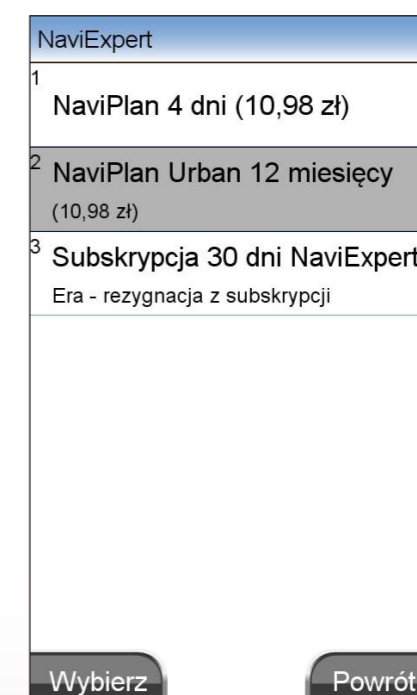 NaviExpert
1
NaviPlan 4 dni (10,98 zł)
2
NaviPlan Urban 12 miesięcy
(10,98 zł)
3
Subskrypcja 30 dni NaviExpert
Era - rezygnacja z subskrypcji
Wybierz
Powrót